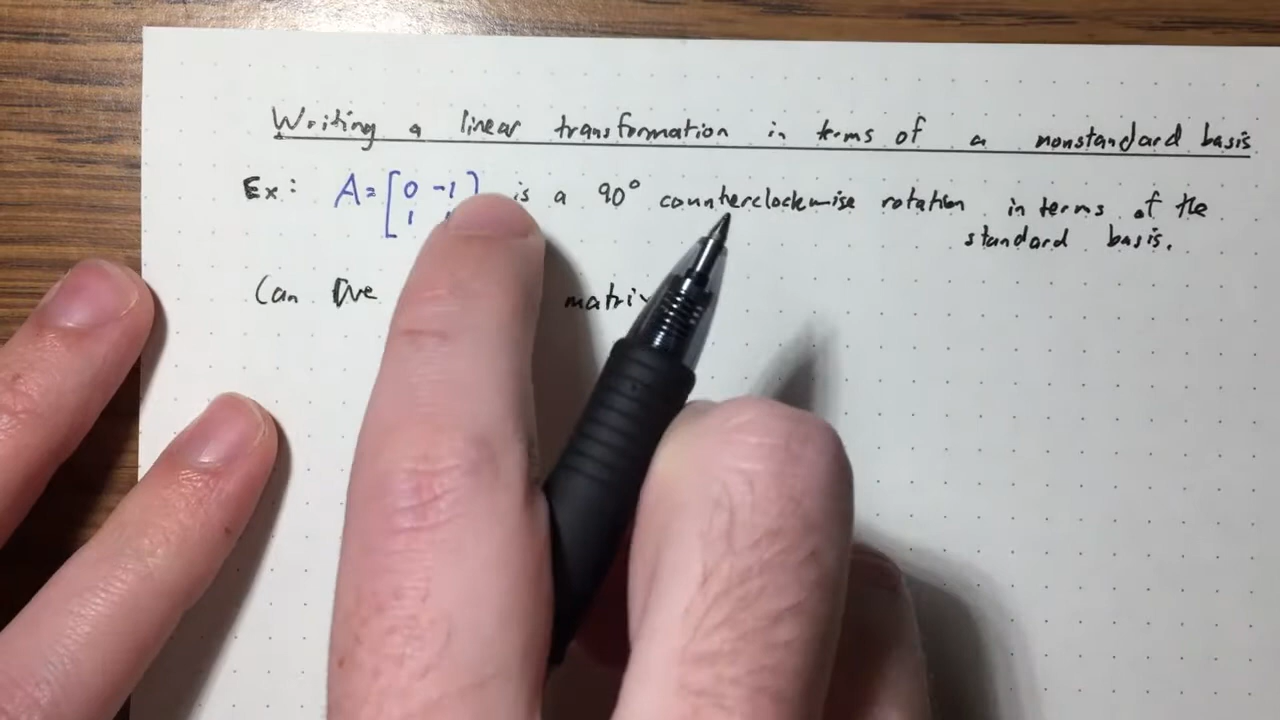 Writing a linear transformation in terms of a nonstandard basis
Ex: A = [0 -1 is a 90° counterclockwise rotation in terms of the
1 standard basis.
Can we